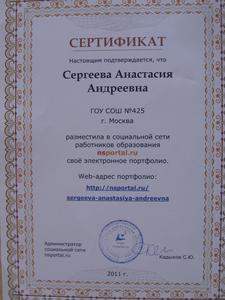 СЕРТИФИКАТ
Настоящим подтверждается, что
Сергеева Анастасия
Андреевна
ГОУ СОШ №425
г. Москва
разместила в социальной сети
работников образования
nsportal.ru
своё электронное портфолио.
Web-адрес портфолио:
http://nsportal.ru/
sergeeva-anastasiya-andreevna
Администратор
социальной сети
nsportal.ru
Кадыков С.Ю.
2011 г.